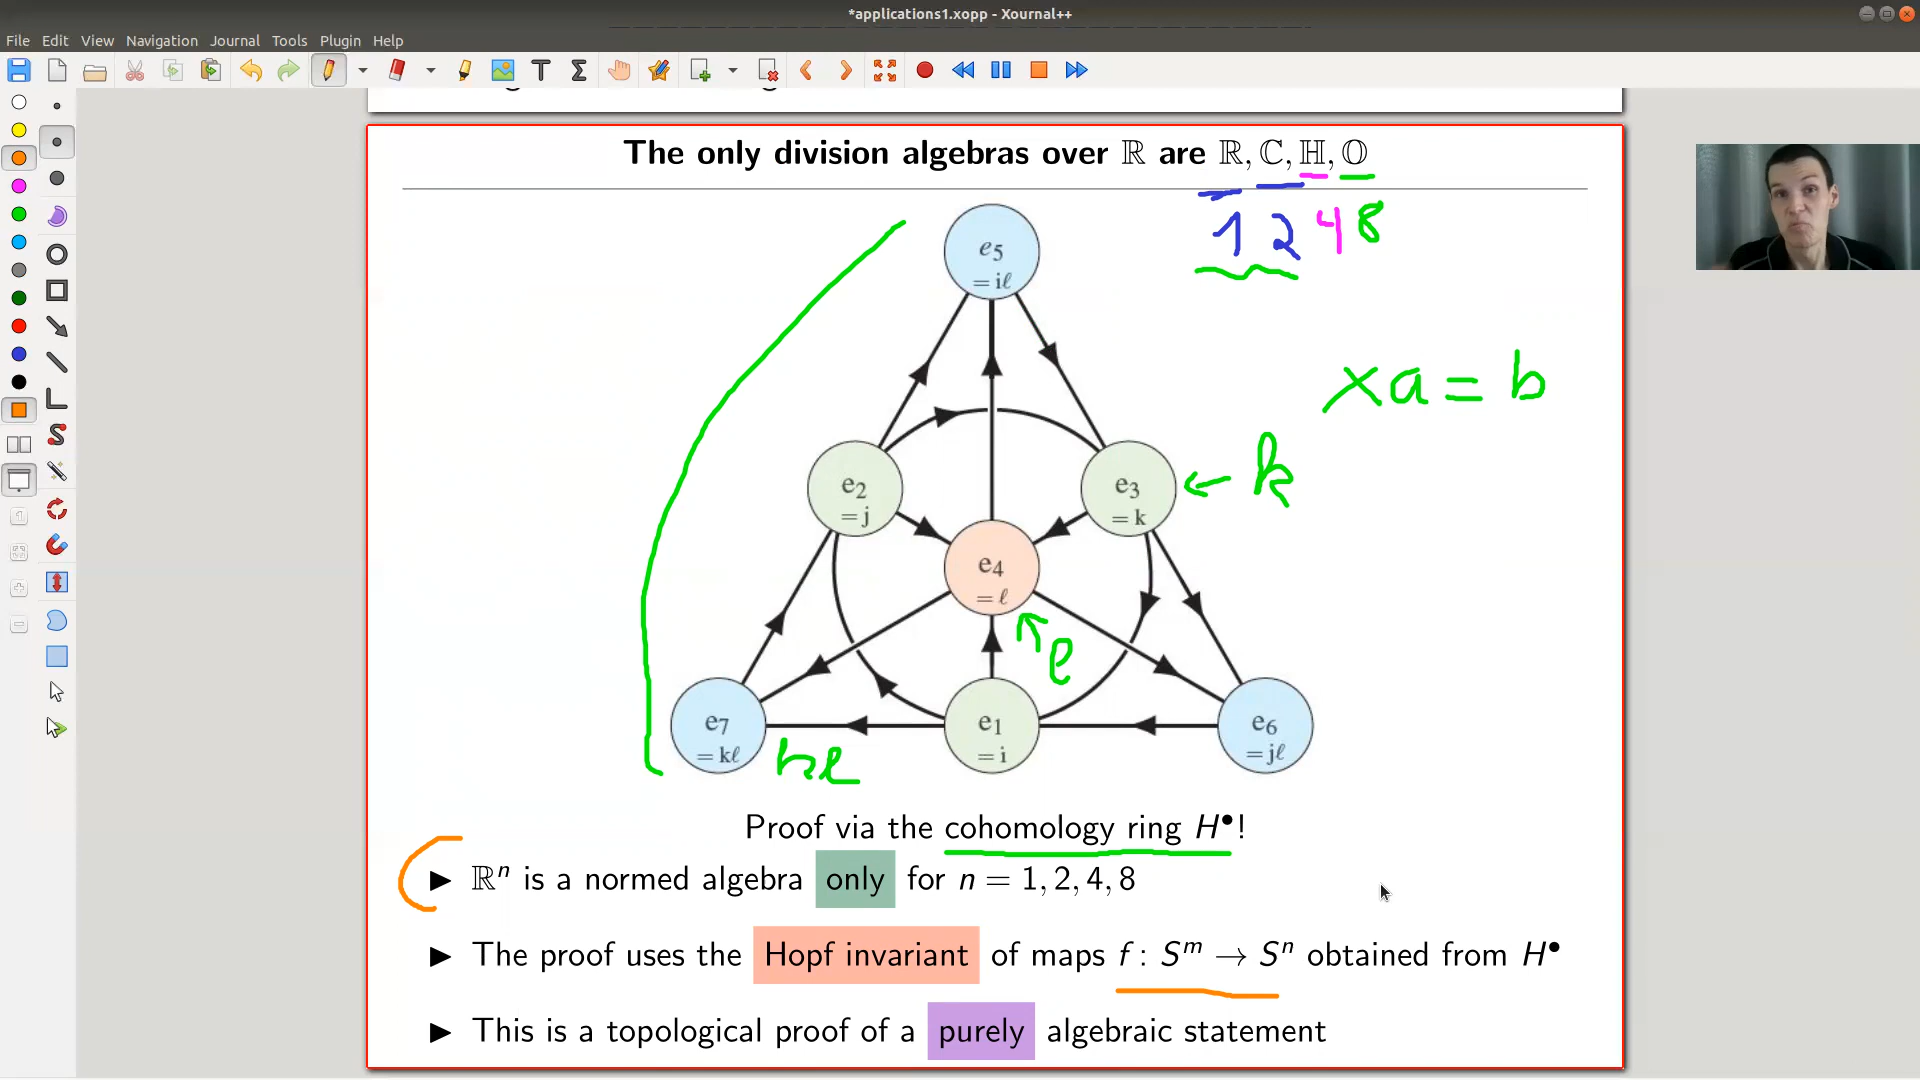 *applications1.xopp - Xournal++
File Edit View Navigation Journal Tools Plugin Help
The only division algebras over ℝ are ℝ, ℂ, ℍ, 𝕆
1 2 4 8
e₅
= iℓ
xa = b
e₂
= j
e₃
= k
← k
e₄
= ℓ
ℓ
e₇
= kℓ
kℓ
e₁
= i
e₆
= jℓ
Proof via the cohomology ring H•!
▶ ℝⁿ is a normed algebra only for n = 1, 2, 4, 8
▶ The proof uses the Hopf invariant of maps f : Sᵐ → Sⁿ obtained from H•
▶ This is a topological proof of a purely algebraic statement